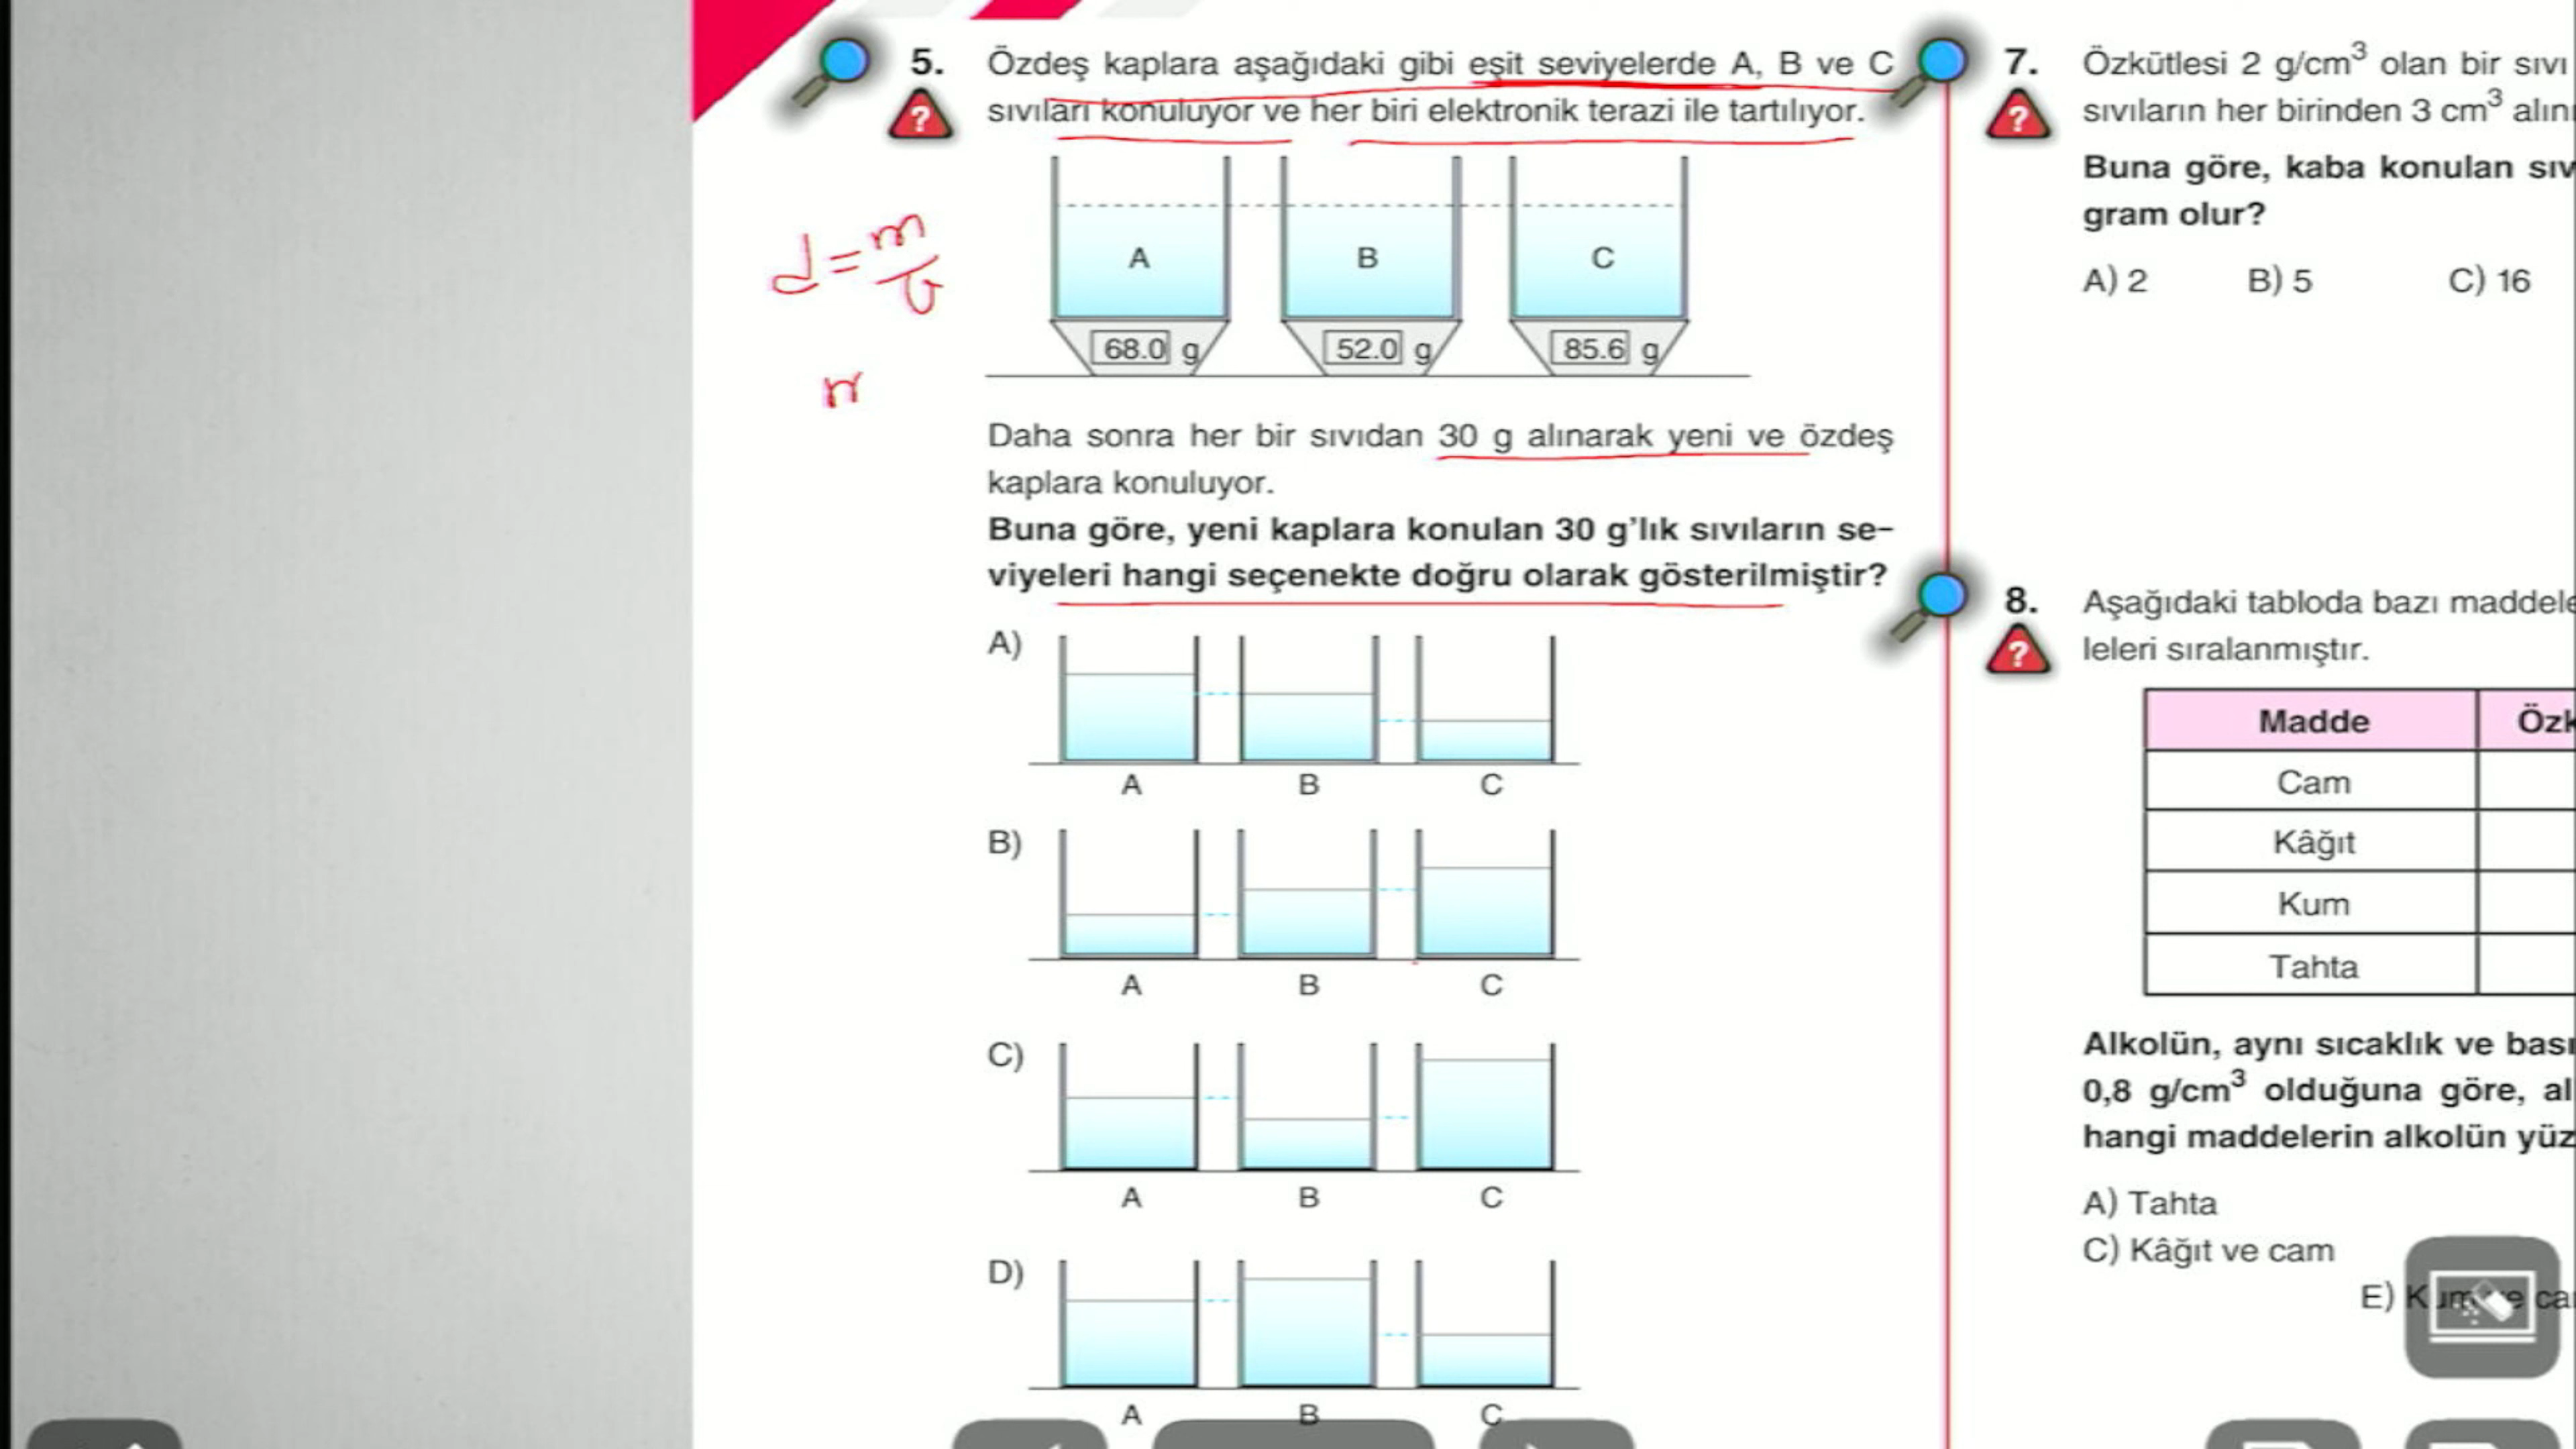 5. Özdeş kaplara aşağıdaki gibi eşit seviyelerde A, B ve C
sıvıları konuluyor ve her biri elektronik terazi ile tartılıyor.
A B C
68.0 g 52.0 g 85.6 g
d = m
m
Daha sonra her bir sıvıdan 30 g alınarak yeni ve özdeş
kaplara konuluyor.
Buna göre, yeni kaplara konulan 30 g'lık sıvıların se-
viyeleri hangi seçenekte doğru olarak gösterilmiştir?
A)
A B C
B)
A B C
C)
A B C
D)
A B C
7. Özkütlesi 2 g/cm³ olan bir sıvı
sıvıların her birinden 3 cm³
Buna göre, kaba konulan
gram olur?
A) 2 B) 5 C) 16
8. Aşağıdaki tabloda bazı
leleri sıralanmıştır.
Madde
Cam
Kâğıt
Kum
Tahta
Alkolün, aynı sıcaklık ve
0,8 g/cm³ olduğuna göre,
hangi maddelerin alkolün
A) Tahta
C) Kâğıt ve cam
E)